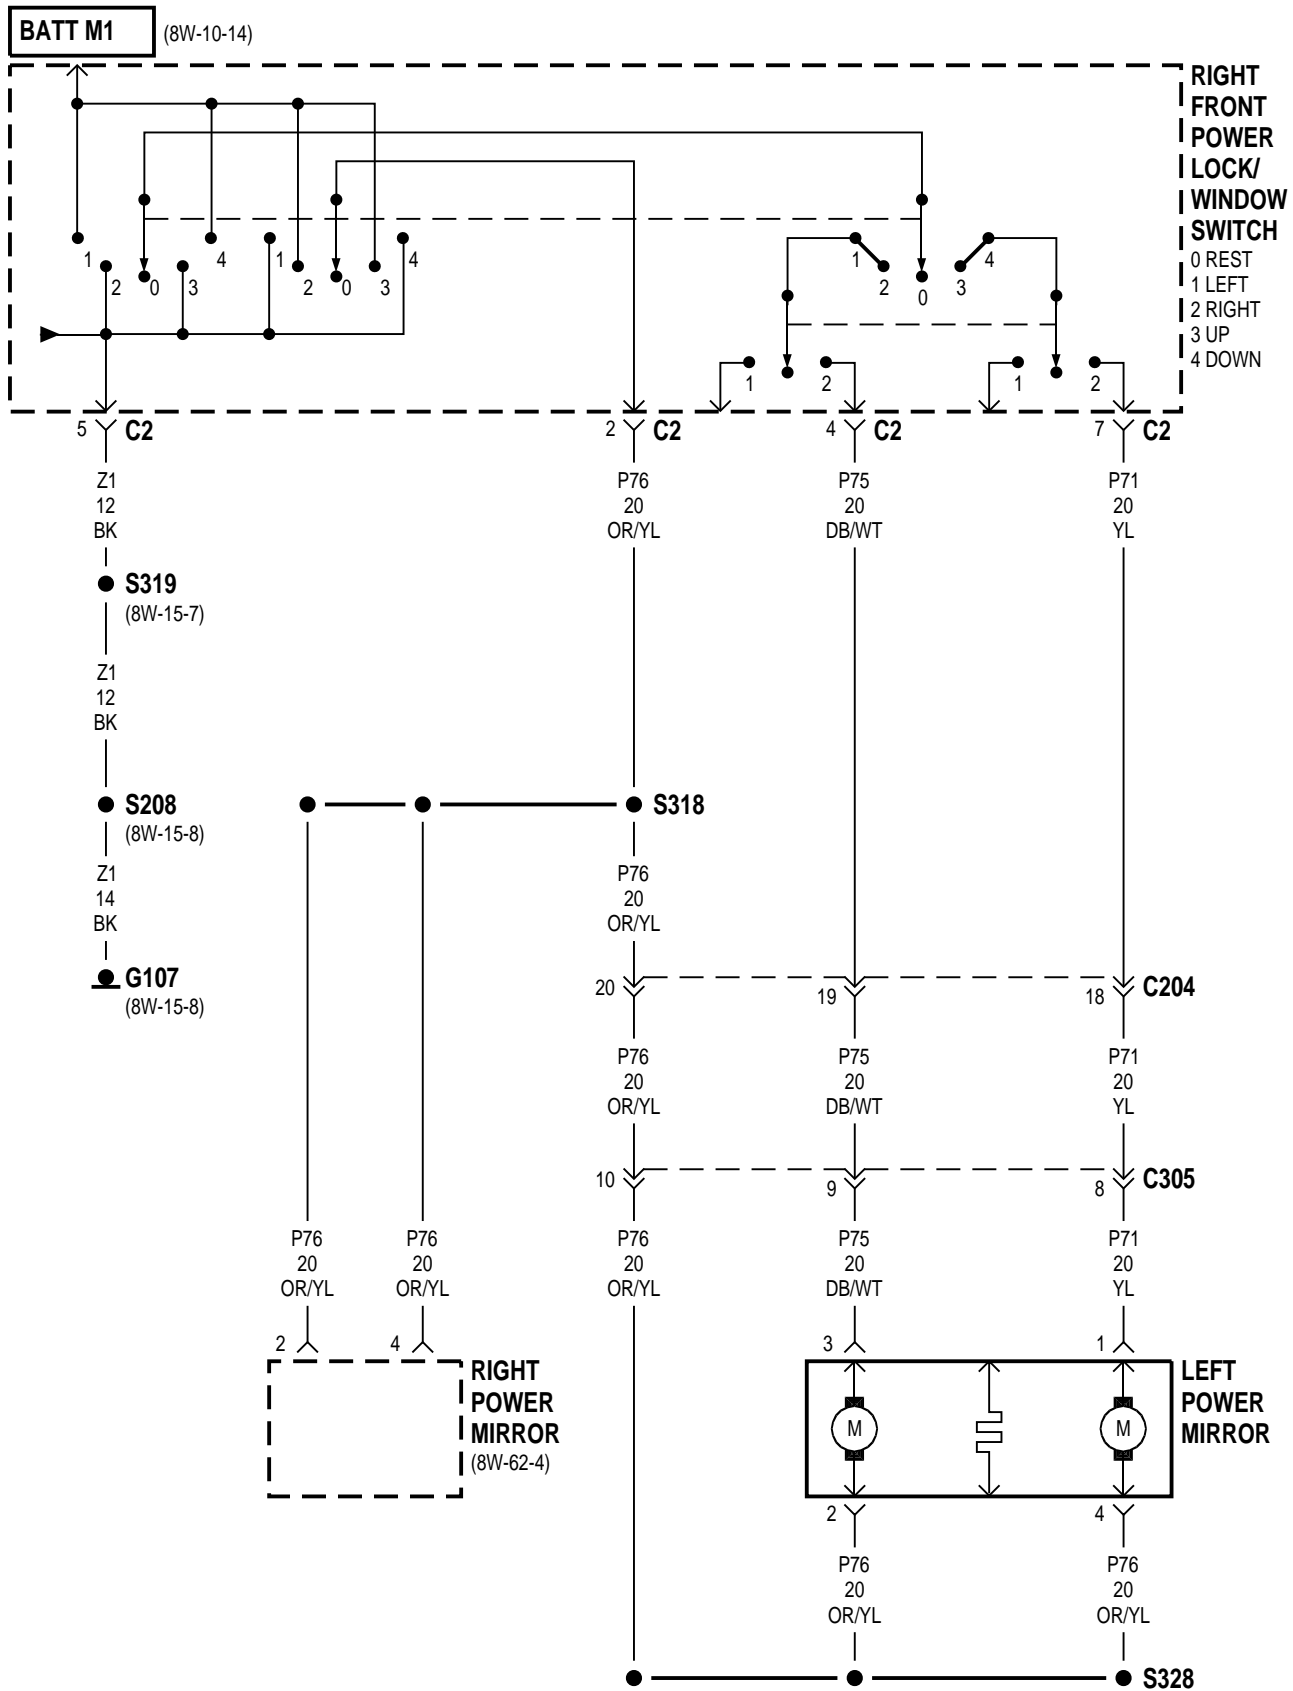 BATT M1 (8W-10-14)
RIGHT
FRONT
POWER
LOCK/
WINDOW
SWITCH
0 REST
1 LEFT
2 RIGHT
3 UP
4 DOWN
1 2 0 3 4 1 2 0 3 4
1 2 0 3 4
1 2 1 2
5 C2 2 C2 4 C2 7 C2
Z1 P76 P75 P71
12 20 20 20
BK OR/YL DB/WT YL
S319
(8W-15-7)
Z1
12
BK
S208 S318
(8W-15-8)
Z1 P76
14 20
BK OR/YL
G107
(8W-15-8)
20 19 18 C204
P76 P75 P71
20 20 20
OR/YL DB/WT YL
10 9 8 C305
P76 P76 P76 P75 P71
20 20 20 20 20
OR/YL OR/YL OR/YL DB/WT YL
2 4 3 1
RIGHT
POWER
MIRROR
(8W-62-4)
LEFT
POWER
MIRROR
M M
2 4
P76 P76
20 20
OR/YL OR/YL
S328